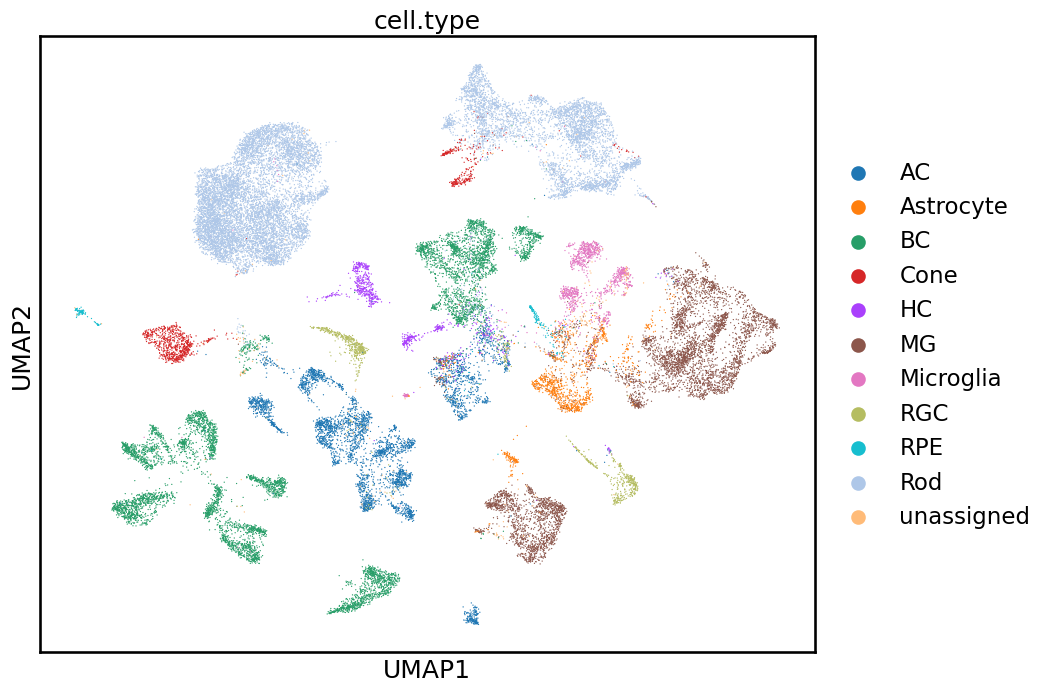 cell.type
UMAP2
UMAP1
AC
Astrocyte
BC
Cone
HC
MG
Microglia
RGC
RPE
Rod
unassigned